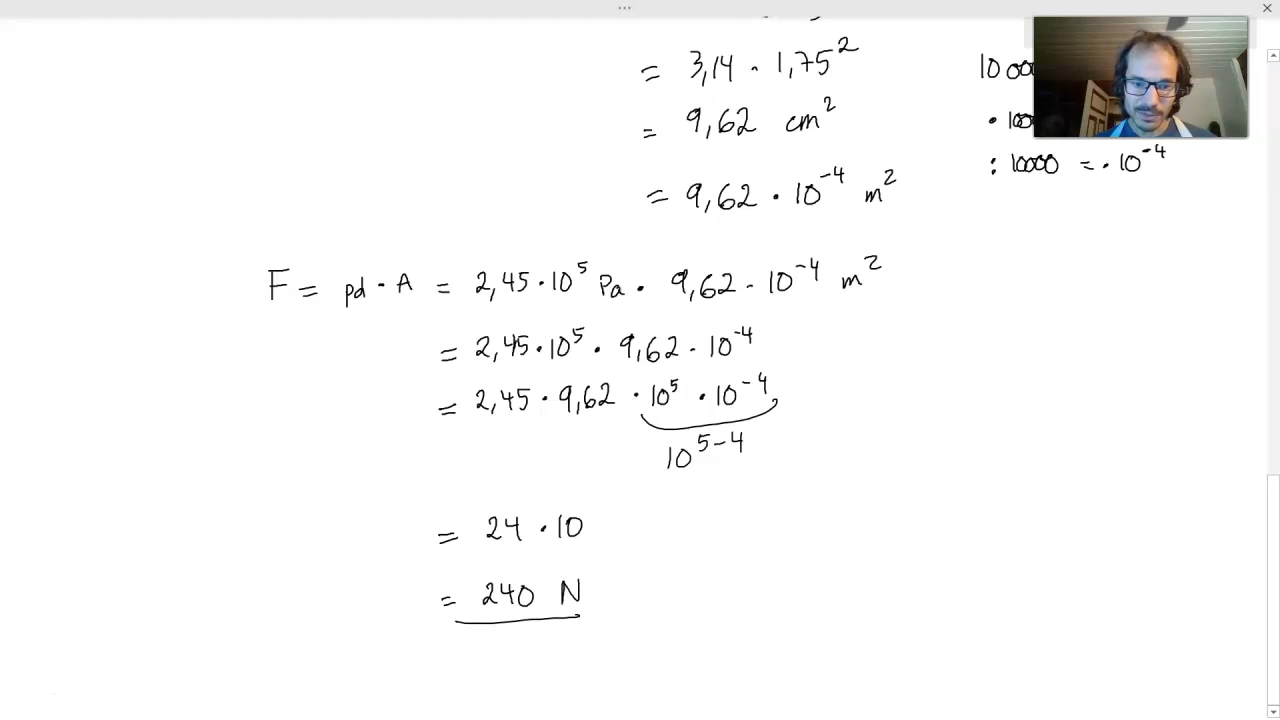 = 3,14 · 1,75²
= 9,62 cm²
= 9,62 · 10⁻⁴ m²
: 10000 = · 10⁻⁴
F = pd · A = 2,45 · 10⁵ Pa · 9,62 · 10⁻⁴ m²
= 2,45 · 10⁵ · 9,62 · 10⁻⁴
= 2,45 · 9,62 · 10⁵ · 10⁻⁴
10⁵⁻⁴
= 24 · 10
= 240 N